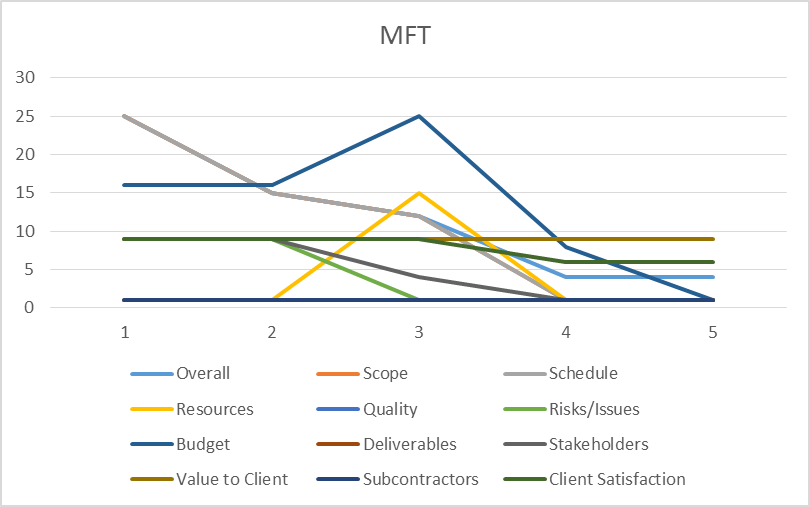 MFT
30
25
20
15
10
5
0
1 2 3 4 5
Overall Scope Schedule
Resources Quality Risks/Issues
Budget Deliverables Stakeholders
Value to Client Subcontractors Client Satisfaction